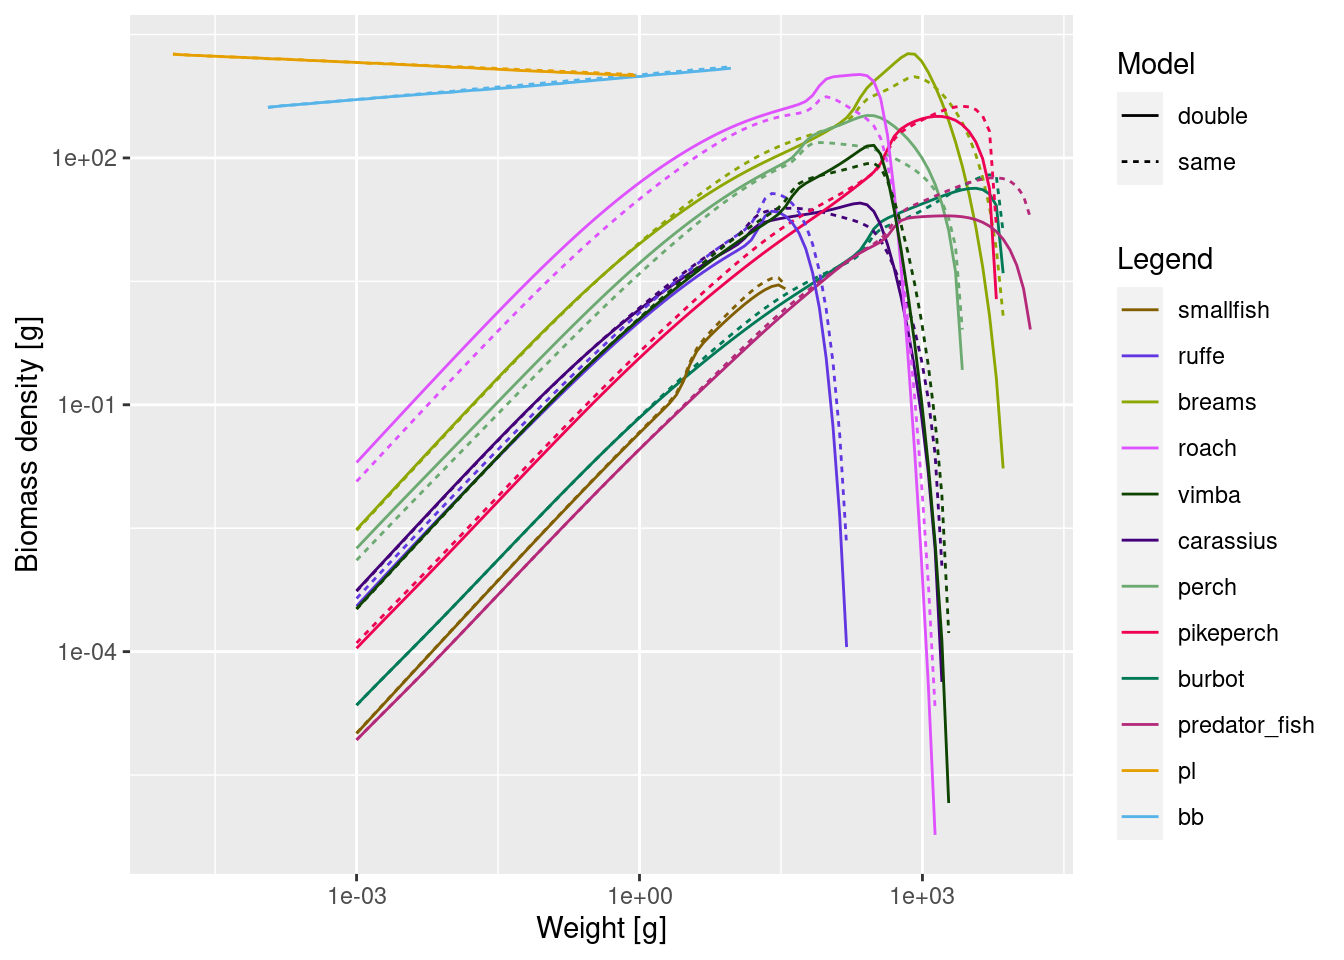 Biomass density [g]
1e+02
1e-01
1e-04
1e-03
1e+00
1e+03
Weight [g]
Model
double
same
Legend
smallfish
ruffe
breams
roach
vimba
carassius
perch
pikeperch
burbot
predator_fish
pl
bb